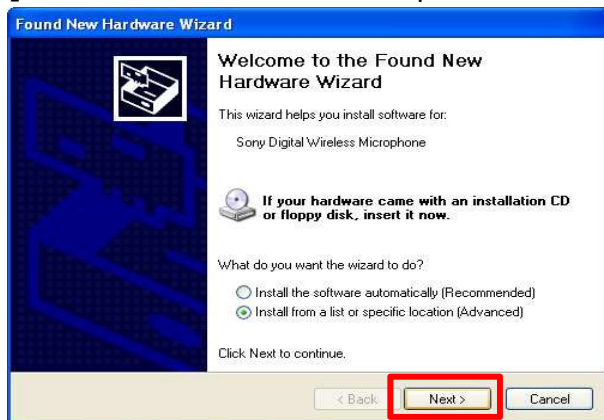 Found New Hardware Wizard
Welcome to the Found New
Hardware Wizard
This wizard helps you install software for:
Sony Digital Wireless Microphone
If your hardware came with an installation CD
or floppy disk, insert it now.
What do you want the wizard to do?
Install the software automatically (Recommended)
Install from a list or specific location (Advanced)
Click Next to continue.
< Back Next > Cancel